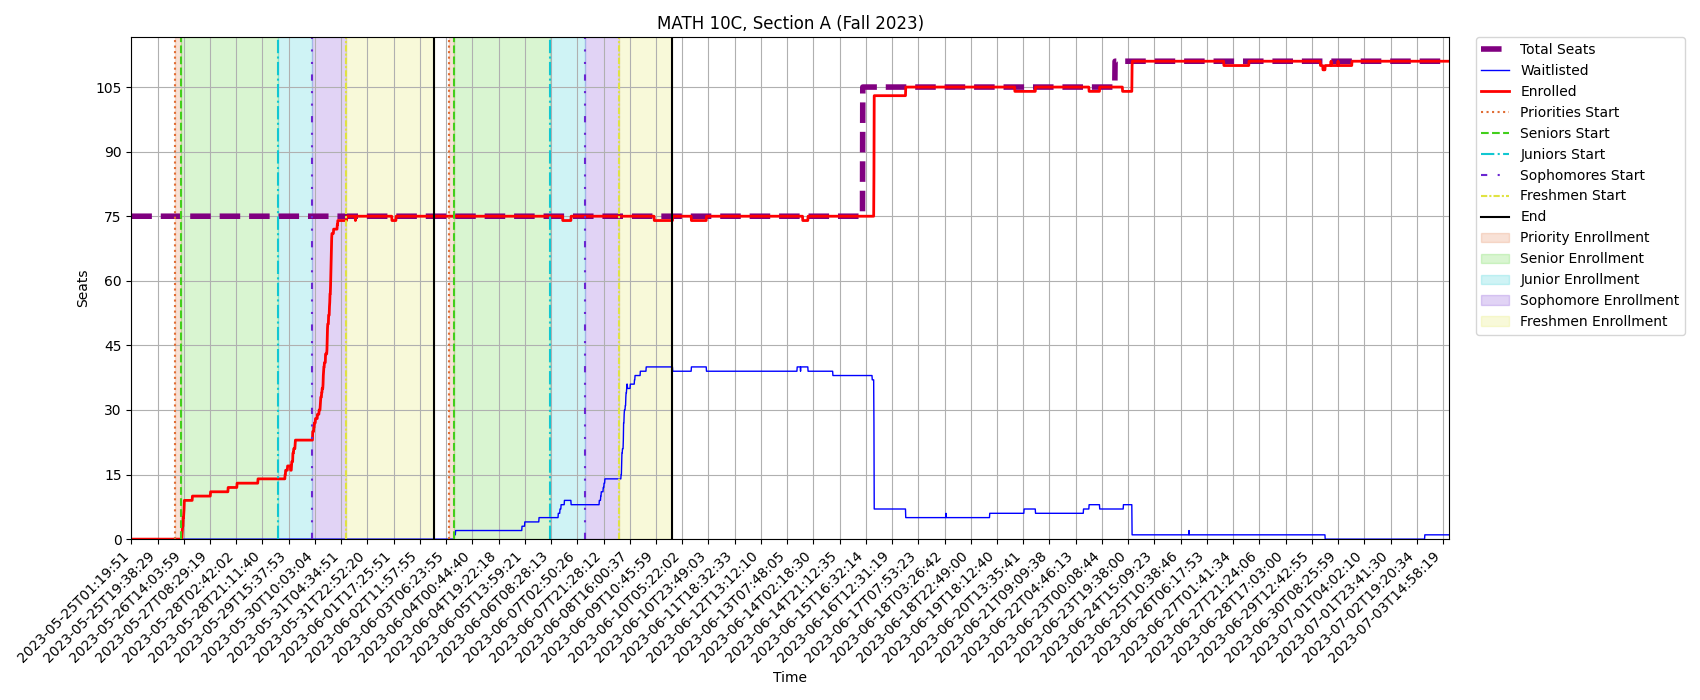 MATH 10C, Section A (Fall 2023)
Seats
105
90
75
60
45
30
15
0
2023-05-25T01:19:51
2023-05-25T19:38:29
2023-05-26T14:03:59
2023-05-27T08:29:19
2023-05-28T02:42:02
2023-05-28T21:11:40
2023-05-29T15:37:53
2023-05-30T10:03:04
2023-05-31T04:34:51
2023-05-31T22:52:20
2023-06-01T17:25:51
2023-06-02T11:57:55
2023-06-03T06:23:55
2023-06-04T00:44:40
2023-06-04T19:22:18
2023-06-05T13:59:21
2023-06-06T08:28:13
2023-06-07T02:50:26
2023-06-07T21:28:12
2023-06-08T16:00:37
2023-06-09T10:45:59
2023-06-10T05:22:02
2023-06-10T23:49:03
2023-06-11T18:32:33
2023-06-12T13:12:10
2023-06-13T07:48:05
2023-06-14T02:18:30
2023-06-14T21:12:35
2023-06-15T16:32:14
2023-06-16T12:31:19
2023-06-17T07:53:23
2023-06-18T03:26:42
2023-06-18T22:49:00
2023-06-19T18:12:40
2023-06-20T13:35:41
2023-06-21T09:09:38
2023-06-22T04:46:13
2023-06-23T00:08:44
2023-06-23T19:38:00
2023-06-24T15:09:23
2023-06-25T10:38:46
2023-06-26T06:17:53
2023-06-27T01:41:34
2023-06-27T21:24:06
2023-06-28T17:03:00
2023-06-29T12:42:55
2023-06-30T08:25:59
2023-07-01T04:02:10
2023-07-01T23:41:30
2023-07-02T19:20:34
2023-07-03T14:58:19
Time
Total Seats
Waitlisted
Enrolled
Priorities Start
Seniors Start
Juniors Start
Sophomores Start
Freshmen Start
End
Priority Enrollment
Senior Enrollment
Junior Enrollment
Sophomore Enrollment
Freshmen Enrollment